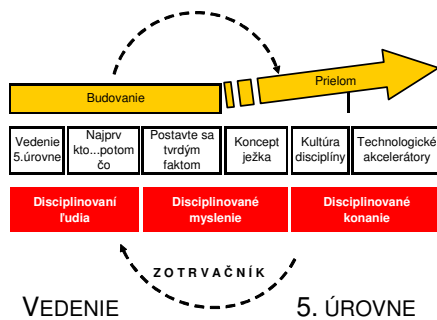 Budovanie
Prielom
Vedenie
5.úrovne
Najprv
kto...potom
čo
Postavte sa
tvrdým
faktom
Koncept
ježka
Kultúra
disciplíny
Technologické
akcelerátory
Disciplinovaní
ľudia
Disciplinované
myslenie
Disciplinované
konanie
ZOTRVAČNÍK
VEDENIE 5. ÚROVNE